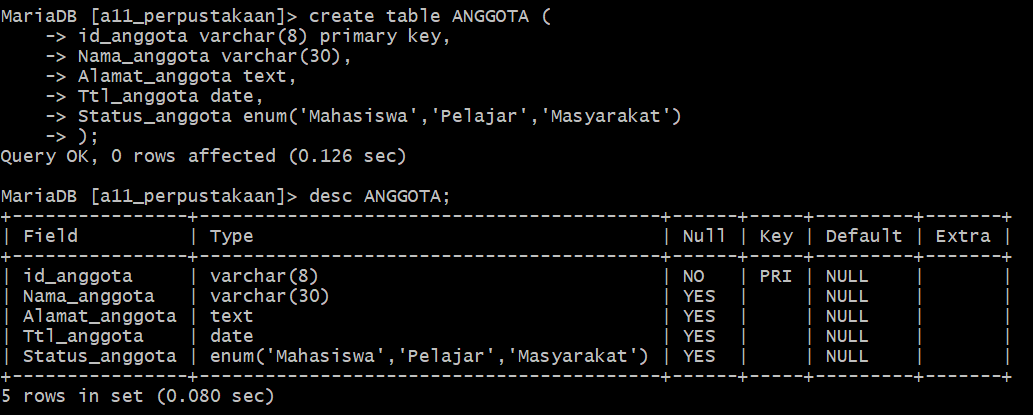 MariaDB [a11_perpustakaan]> create table ANGGOTA (
    -> id_anggota varchar(8) primary key,
    -> Nama_anggota varchar(30),
    -> Alamat_anggota text,
    -> Ttl_anggota date,
    -> Status_anggota enum('Mahasiswa','Pelajar','Masyarakat')
    -> );
Query OK, 0 rows affected (0.126 sec)

MariaDB [a11_perpustakaan]> desc ANGGOTA;
+----------------+------------------------------------------+------+-----+---------+-------+
| Field          | Type                                     | Null | Key | Default | Extra |
+----------------+------------------------------------------+------+-----+---------+-------+
| id_anggota     | varchar(8)                               | NO   | PRI | NULL    |       |
| Nama_anggota   | varchar(30)                              | YES  |     | NULL    |       |
| Alamat_anggota | text                                     | YES  |     | NULL    |       |
| Ttl_anggota    | date                                     | YES  |     | NULL    |       |
| Status_anggota | enum('Mahasiswa','Pelajar','Masyarakat') | YES  |     | NULL    |       |
+----------------+------------------------------------------+------+-----+---------+-------+
5 rows in set (0.080 sec)